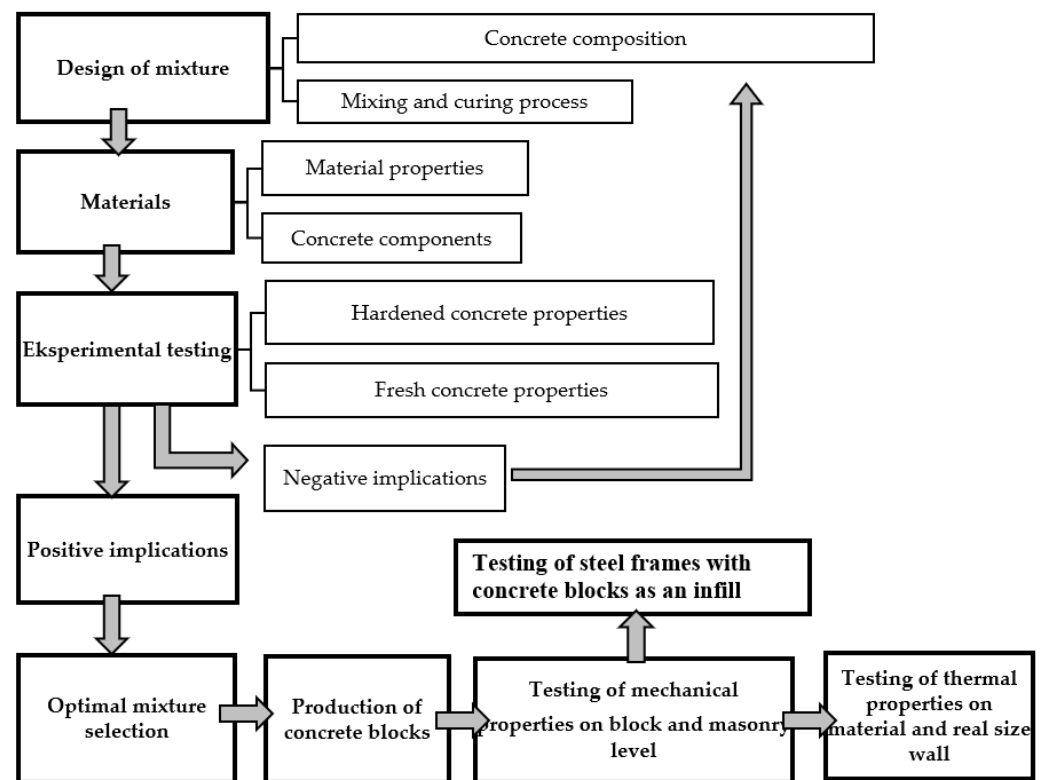 Design of mixture
Concrete composition
Mixing and curing process
Materials
Material properties
Concrete components
Eksperimental testing
Hardened concrete properties
Fresh concrete properties
Negative implications
Positive implications
Testing of steel frames with
concrete blocks as an infill
Optimal mixture
selection
Production of
concrete blocks
Testing of mechanical
properties on block and masonry
level
Testing of thermal
properties on
material and real size
wall